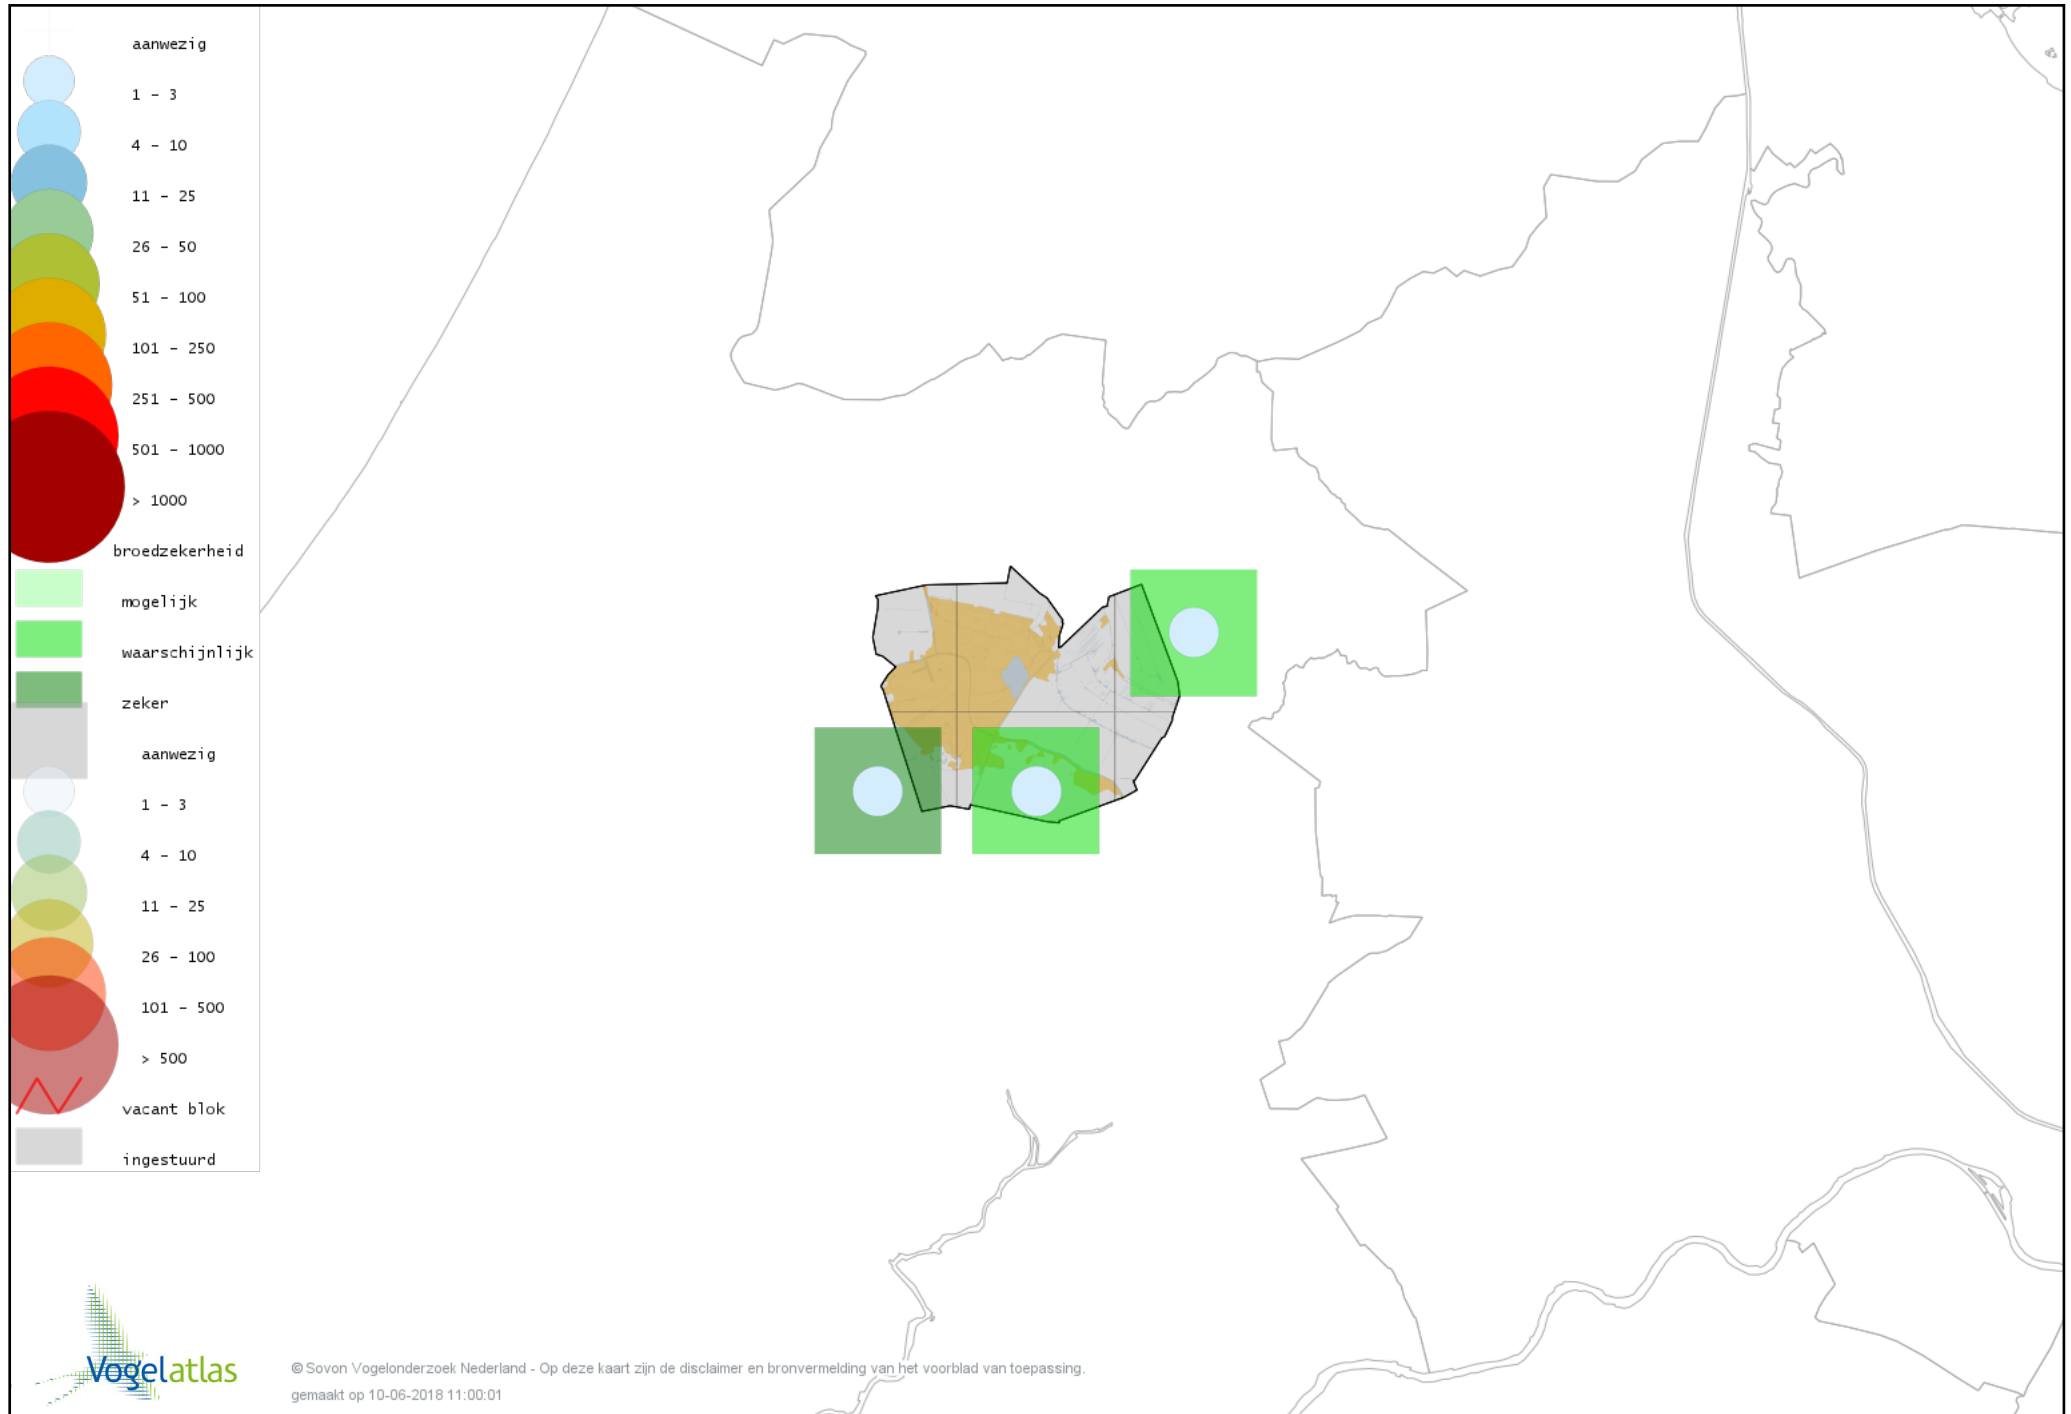 aanwezig
1 - 3
4 - 10
11 - 25
26 - 50
51 - 100
101 - 250
251 - 500
501 - 1000
> 1000
broedzekerheid
mogelijk
waarschijnlijk
zeker
aanwezig
1 - 3
4 - 10
11 - 25
26 - 100
101 - 500
> 500
vacant blok
ingestuurd
Vogelatlas
© Sovon Vogelonderzoek Nederland - Op deze kaart zijn de disclaimer en bronvermelding van het voorblad van toepassing.
gemaakt op 10-06-2018 11:00:01